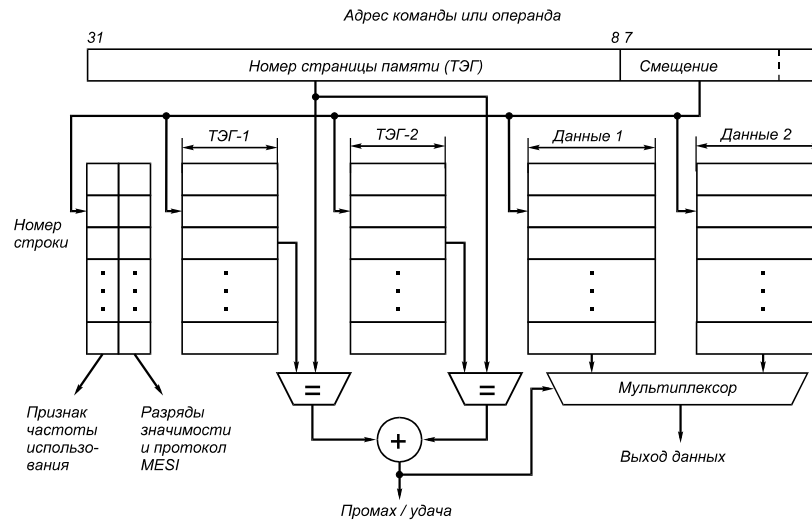 Адрес команды или операнда
31
8 7
Номер страницы памяти (ТЭГ)
Смещение
ТЭГ-1
ТЭГ-2
Данные 1
Данные 2
Номер
строки
=
=
Мультиплексор
Признак
частоты
использо-
вания
Разряды
значимости
и протокол
MESI
+
Выход данных
Промах / удача